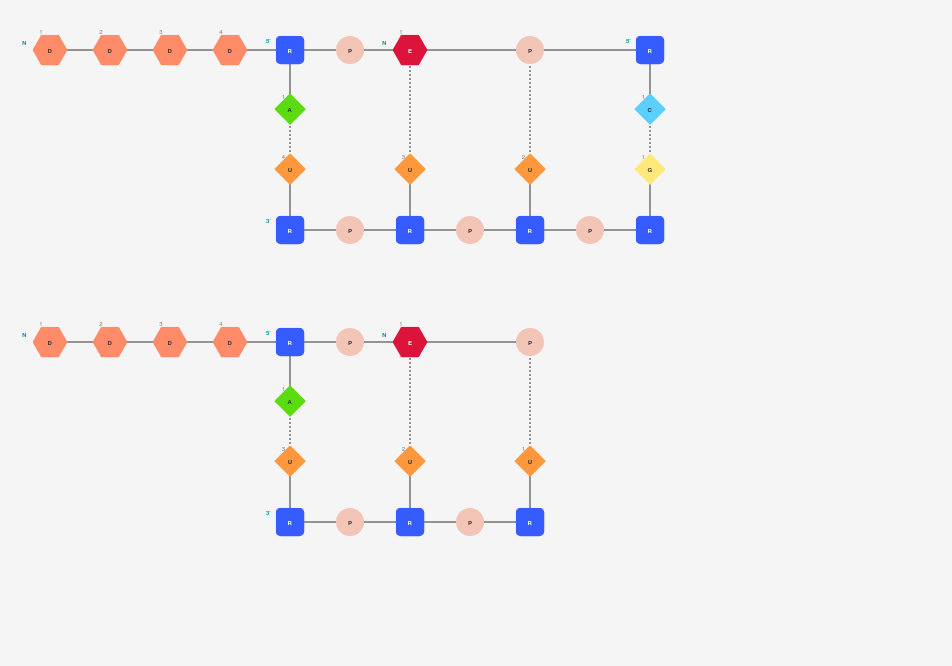 1 2 3 4 1
N D D D D 5' R P N E P 5' R
1 A 1 C
4 U 3 U 2 U 1 G
3' R P R P R P R
1 2 3 4 1
N D D D D 5' R P N E P
1 A
3 U 2 U 1 U
3' R P R P R